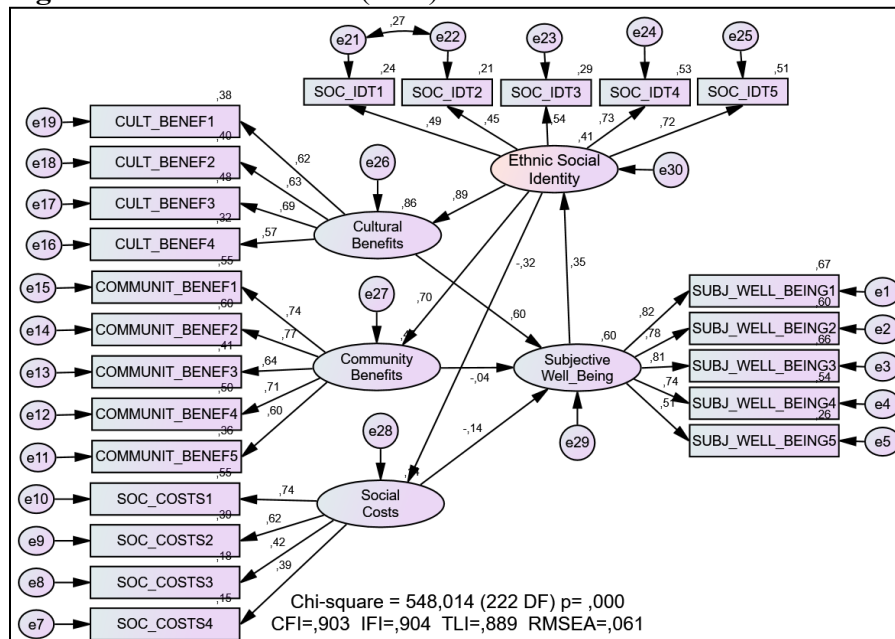 ,27
e21
e22
e23
e24
e25
,24
,21
,29
,53
,51
SOC_IDT1
SOC_IDT2
SOC_IDT3
SOC_IDT4
SOC_IDT5
,49
,45
,54
,73
,72
,41
Ethnic Social
Identity
e30
,38
e19
CULT_BENEF1
,40
e18
CULT_BENEF2
,48
e17
CULT_BENEF3
,32
e16
CULT_BENEF4
,62
,63
,69
,57
e26
,86
Cultural
Benefits
,89
,55
e15
COMMUNIT_BENEF1
,60
e14
COMMUNIT_BENEF2
,41
e13
COMMUNIT_BENEF3
,50
e12
COMMUNIT_BENEF4
,36
e11
COMMUNIT_BENEF5
,74
,77
,64
,71
,60
e27
Community
Benefits
,70
-,32
,35
,60
-,04
-,14
,60
Subjective
Well_Being
e29
,67
SUBJ_WELL_BEING1
e1
,60
SUBJ_WELL_BEING2
e2
,66
SUBJ_WELL_BEING3
e3
,54
SUBJ_WELL_BEING4
e4
,26
SUBJ_WELL_BEING5
e5
,82
,78
,81
,74
,51
,55
e10
SOC_COSTS1
,39
e9
SOC_COSTS2
,18
e8
SOC_COSTS3
,15
e7
SOC_COSTS4
,74
,62
,42
,39
e28
Social
Costs
Chi-square = 548,014 (222 DF) p= ,000
CFI=,903 IFI=,904 TLI=,889 RMSEA=,061